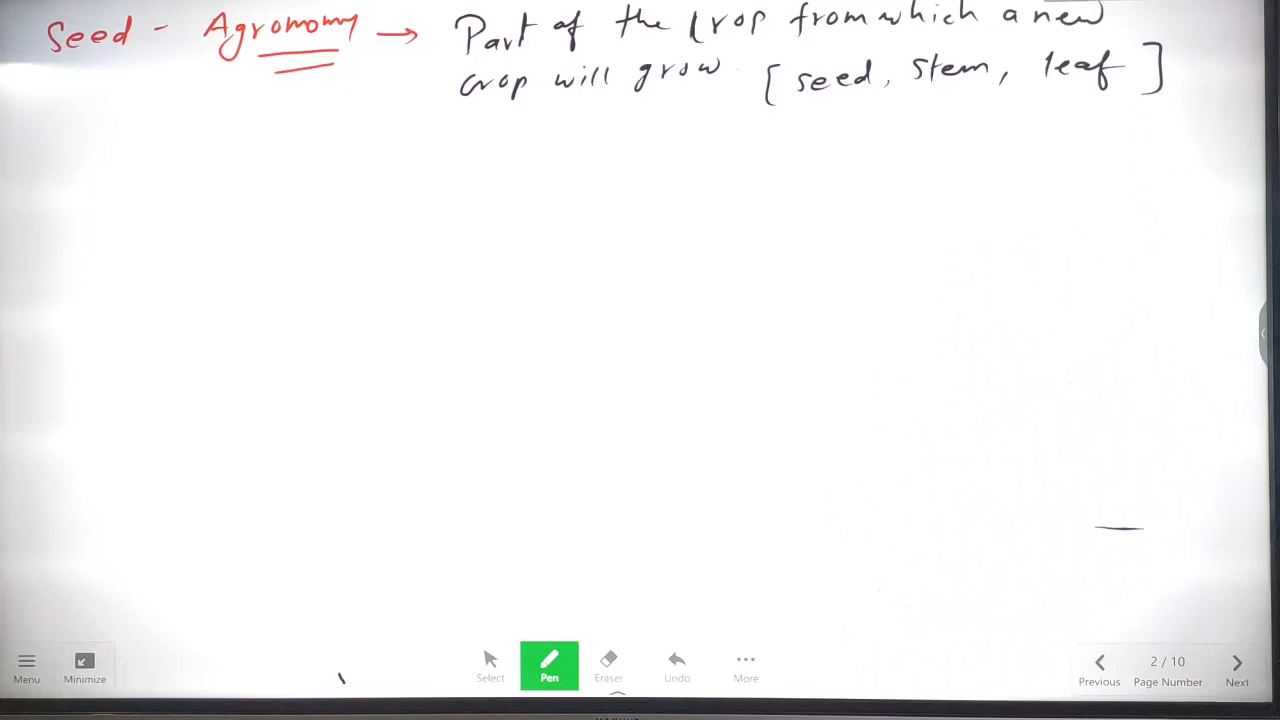 Seed - Agronomy → Part of the crop from which a new
crop will grow. [seed, stem, leaf]
Menu
Minimize
Select
Pen
Eraser
Undo
More
Previous
2 / 10
Page Number
Next